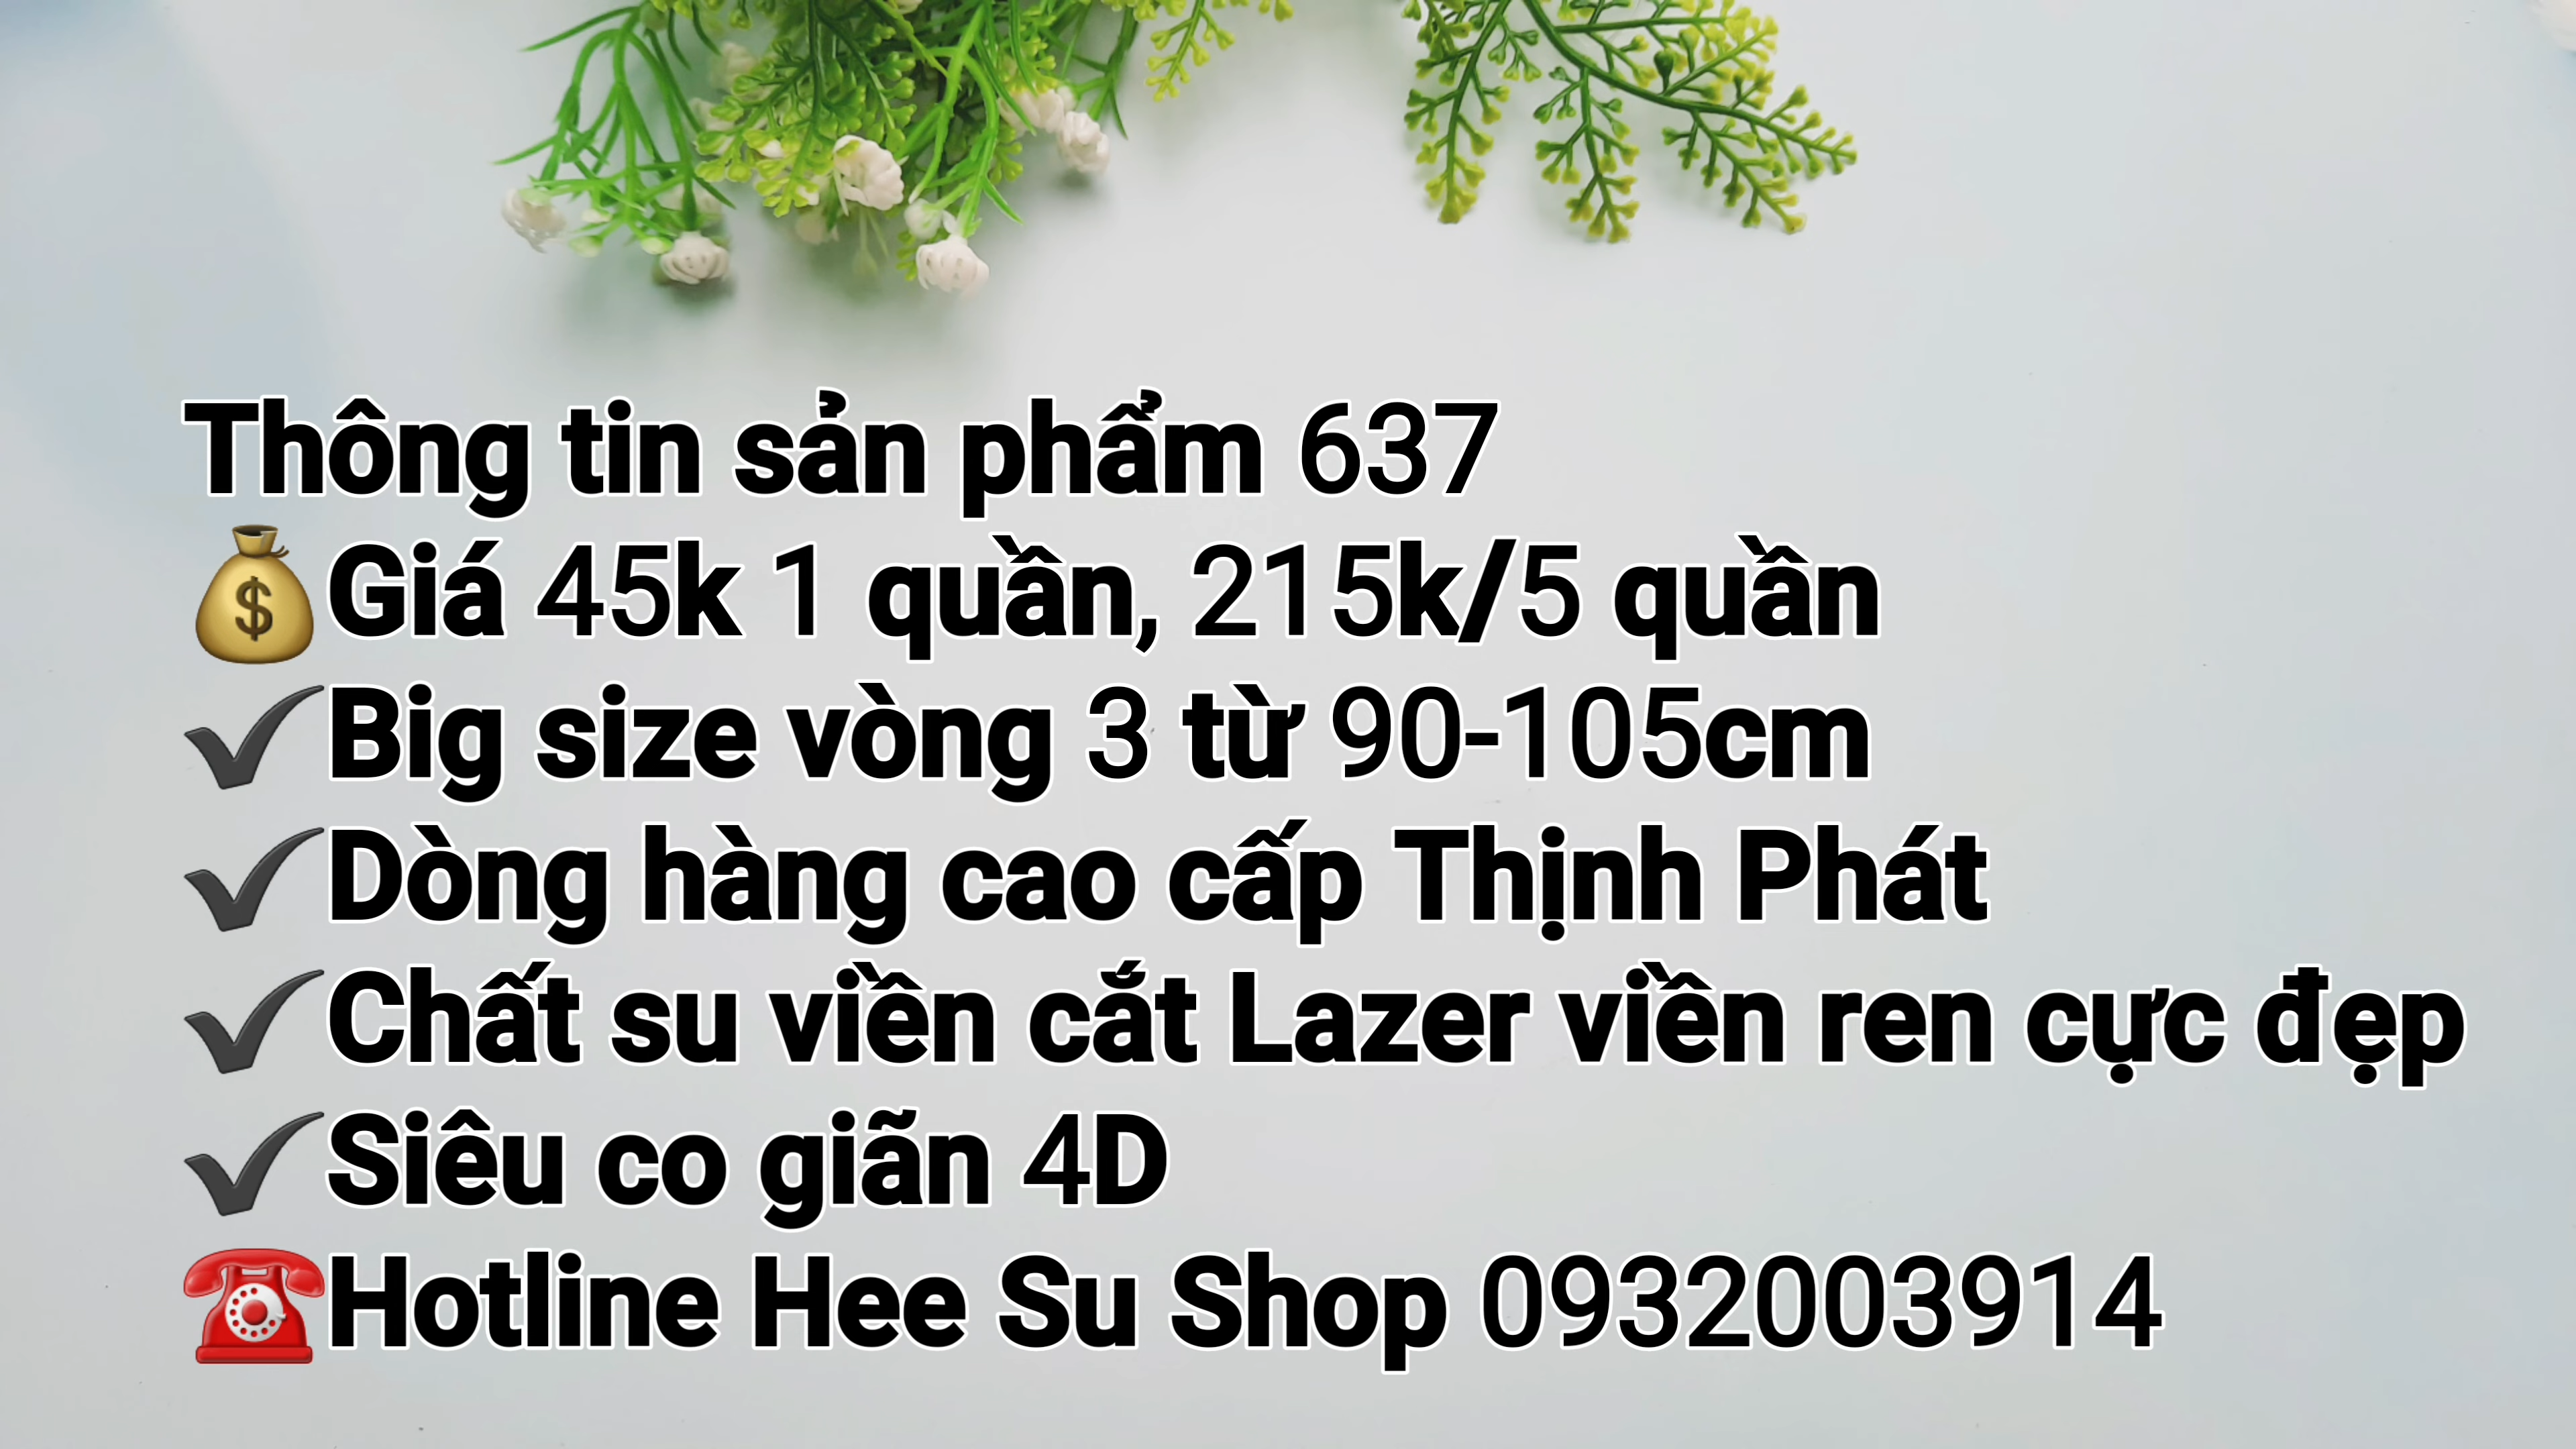 Thông tin sản phẩm 637
💰Giá 45k 1 quần, 215k/5 quần
✔Big size vòng 3 từ 90-105cm
✔Dòng hàng cao cấp Thịnh Phát
✔Chất su viền cắt Lazer viền ren cực đẹp
✔Siêu co giãn 4D
☎Hotline Hee Su Shop 0932003914